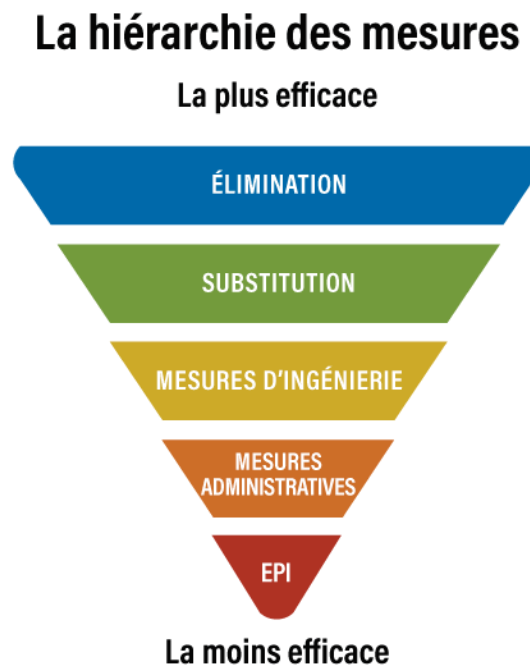 La hiérarchie des mesures
La plus efficace
ÉLIMINATION
SUBSTITUTION
MESURES D'INGÉNIERIE
MESURES
ADMINISTRATIVES
EPI
La moins efficace